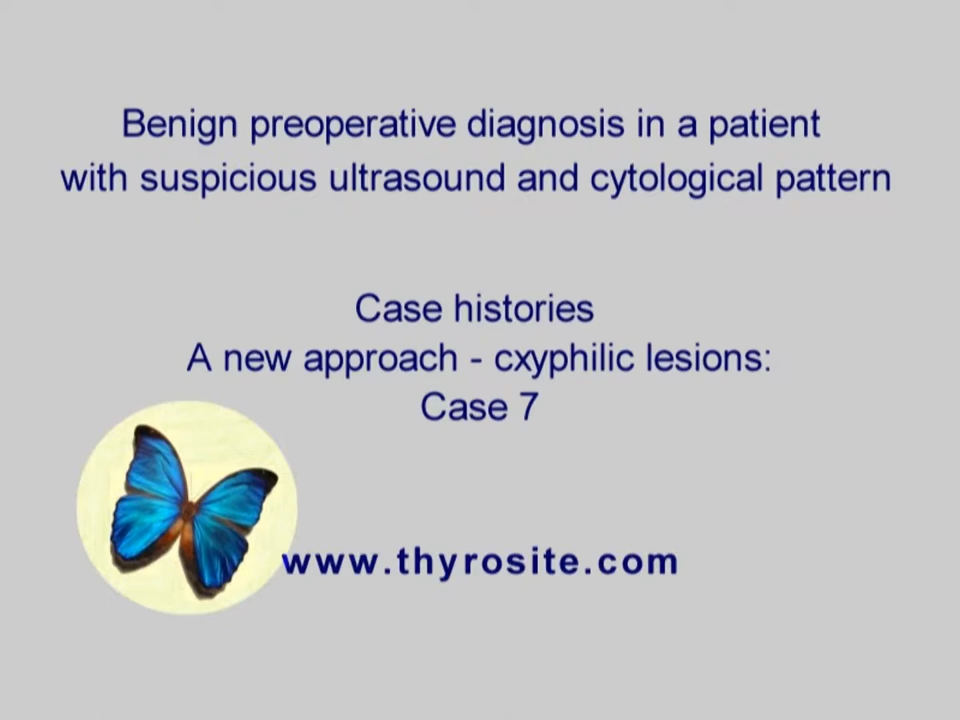 Benign preoperative diagnosis in a patient
with suspicious ultrasound and cytological pattern
Case histories
A new approach - cxyphilic lesions:
Case 7
www.thyrosite.com